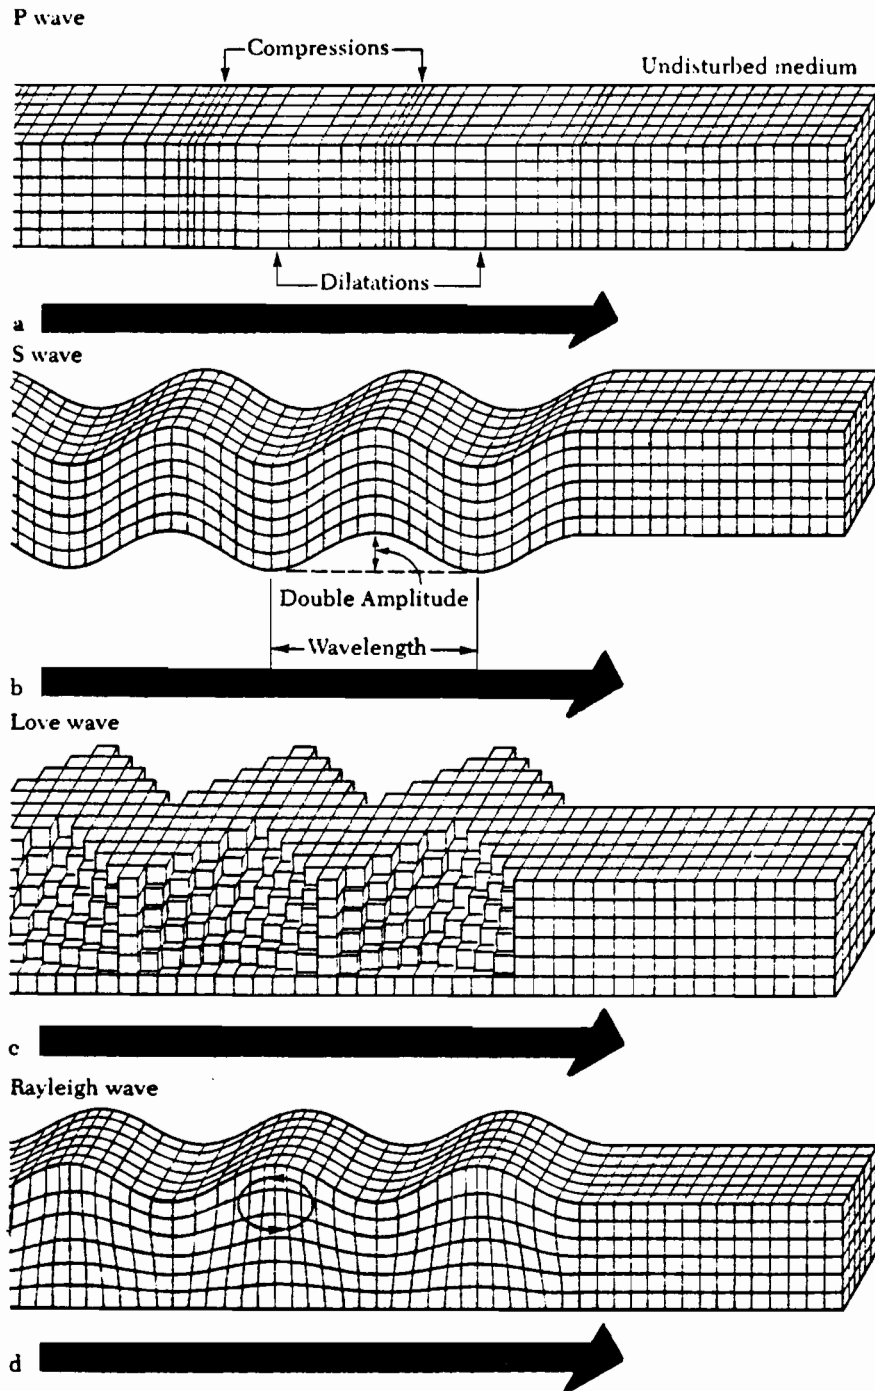 P wave
Compressions
Undisturbed medium
Dilatations
a
S wave
Double Amplitude
Wavelength
b
Love wave
c
Rayleigh wave
d